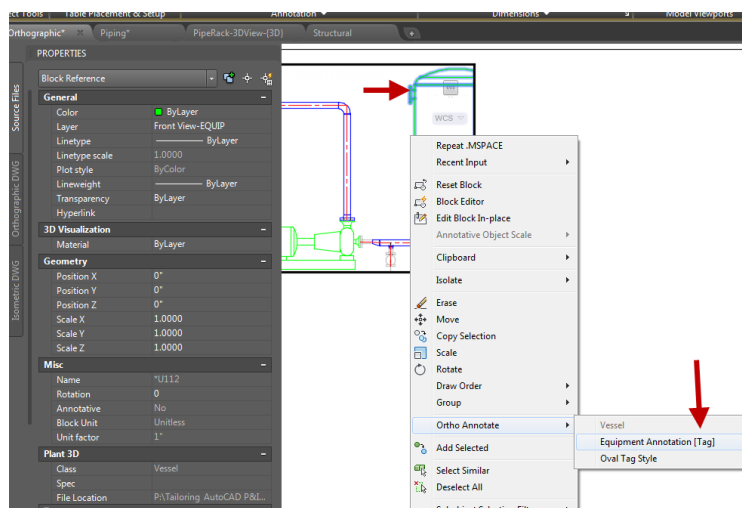 ect Tools Table Placement & Setup Annotation Dimensions Model Viewports
Orthographic* Piping* PipeRack-3DView-{3D} Structural
PROPERTIES
Block Reference
General
Color ByLayer
Layer Front View-EQUIP
Linetype ByLayer
Linetype scale 1.0000
Plot style ByColor
Lineweight ByLayer
Transparency ByLayer
Hyperlink
3D Visualization
Material ByLayer
Geometry
Position X 0"
Position Y 0"
Position Z 0"
Scale X 1.0000
Scale Y 1.0000
Scale Z 1.0000
Misc
Name *U112
Rotation 0
Annotative No
Block Unit Unitless
Unit factor 1"
Plant 3D
Class Vessel
Spec
File Location P:\Tailoring AutoCAD P&I...
Source Files
Orthographic DWG
Isometric DWG
WCS
Repeat .MSPACE
Recent Input
Reset Block
Block Editor
Edit Block In-place
Annotative Object Scale
Clipboard
Isolate
Erase
Move
Copy Selection
Scale
Rotate
Draw Order
Group
Ortho Annotate
Add Selected
Select Similar
Deselect All
Vessel
Equipment Annotation [Tag]
Oval Tag Style